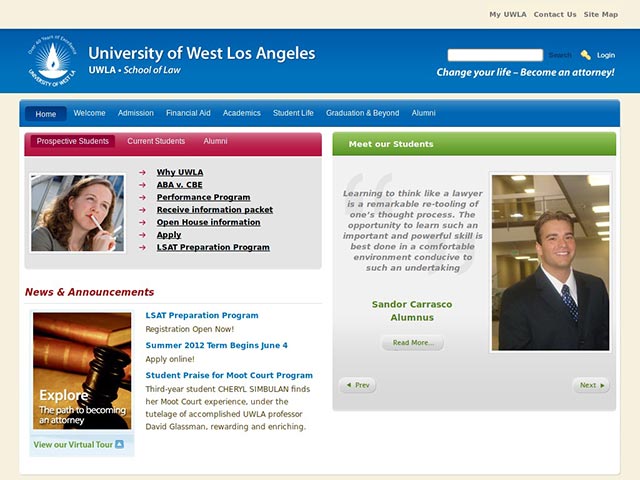 My UWLA Contact Us Site Map
Over 40 Years of Excellence
UNIVERSITY OF WEST LA
University of West Los Angeles
UWLA • School of Law
Search Login
Change your life – Become an attorney!
Home Welcome Admission Financial Aid Academics Student Life Graduation & Beyond Alumni
Prospective Students Current Students Alumni
Why UWLA
ABA v. CBE
Performance Program
Receive information packet
Open House information
Apply
LSAT Preparation Program
Meet our Students
Learning to think like a lawyer
is a remarkable re-tooling of
one's thought process. The
opportunity to learn such an
important and powerful skill is
best done in a comfortable
environment conducive to
such an undertaking
Sandor Carrasco
Alumnus
Read More...
Prev Next
News & Announcements
Explore
The path to becoming
an attorney
View our Virtual Tour
LSAT Preparation Program
Registration Open Now!
Summer 2012 Term Begins June 4
Apply online!
Student Praise for Moot Court Program
Third-year student CHERYL SIMBULAN finds
her Moot Court experience, under the
tutelage of accomplished UWLA professor
David Glassman, rewarding and enriching.